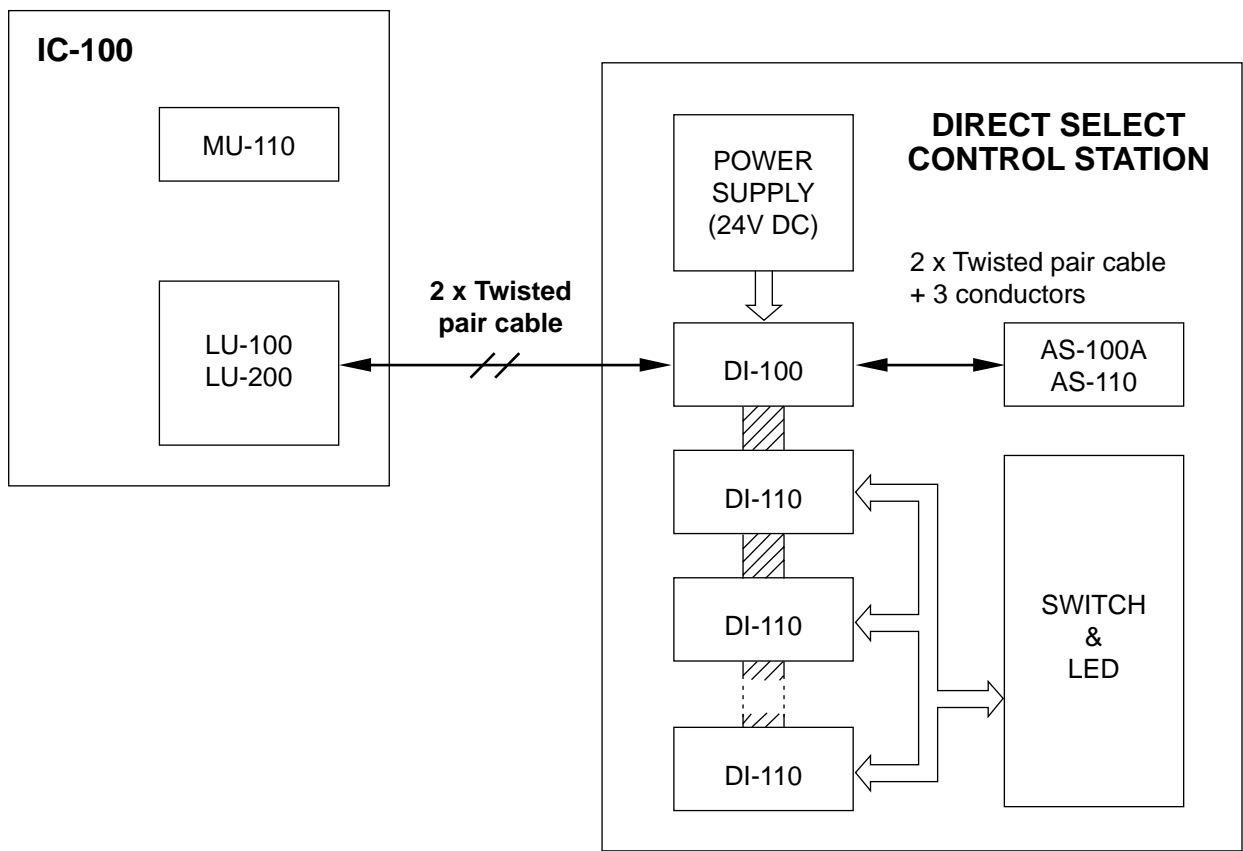 IC-100
MU-110
LU-100
LU-200
2 x Twisted
pair cable
DIRECT SELECT
CONTROL STATION
POWER
SUPPLY
(24V DC)
2 x Twisted pair cable
+ 3 conductors
DI-100
AS-100A
AS-110
DI-110
DI-110
DI-110
SWITCH
&
LED